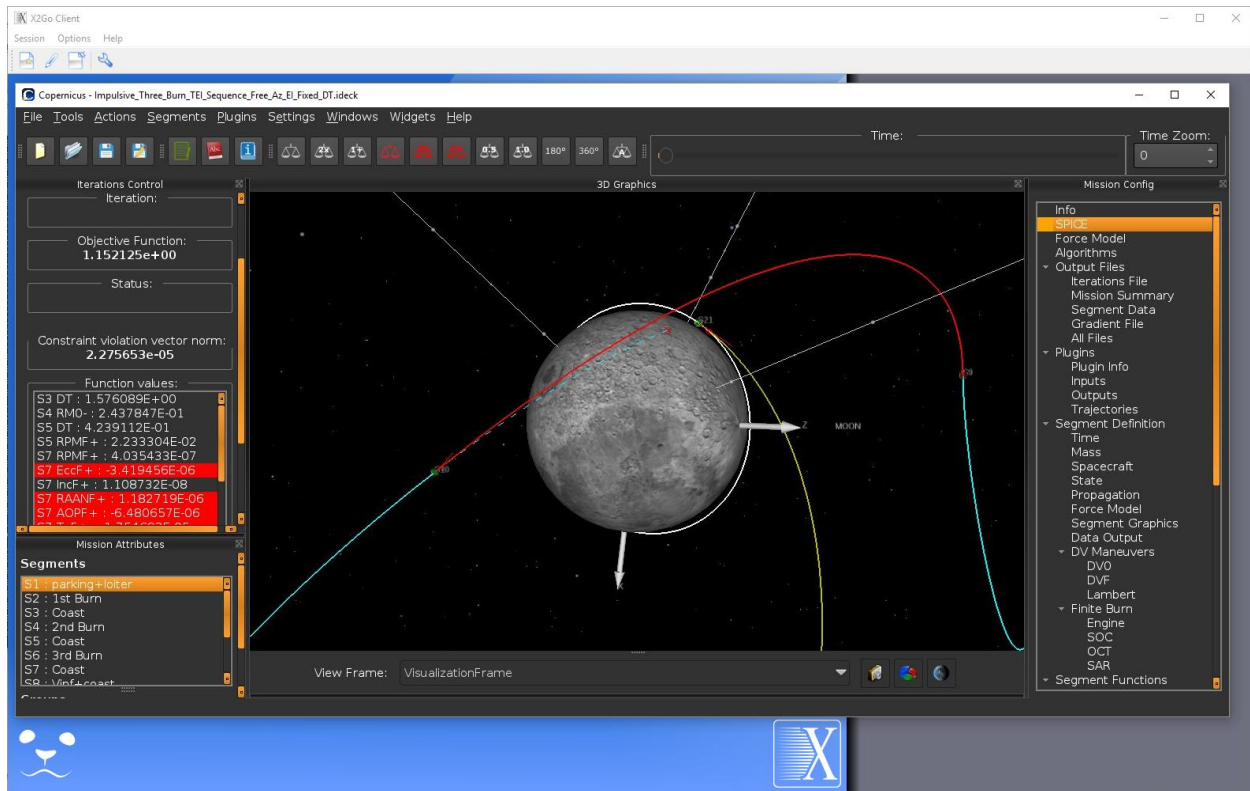 X2Go Client
Session Options Help
Copernicus - Impulsive_Three_Burn_TEI_Sequence_Free_Az_El_Fixed_DT.ideck
File Tools Actions Segments Plugins Settings Windows Widgets Help
Abc
180°
360°
Time:
Time Zoom:
0
Iterations Control
Iteration:
Objective Function:
1.152125e+00
Status:
Constraint violation vector norm:
2.275653e-05
Function values:
S3 DT : 1.576089E+00
S4 RM0- : 2.437847E-01
S5 DT : 4.239112E-01
S5 RPMF+ : 2.233304E-02
S7 RPMF+ : 4.035433E-07
S7 EccF+ : -3.419456E-06
S7 IncF+ : 1.108732E-08
S7 RAANF+ : 1.182719E-06
S7 AOPF+ : -6.480657E-06
Mission Attributes
Segments
S1 : parking+loiter
S2 : 1st Burn
S3 : Coast
S4 : 2nd Burn
S5 : Coast
S6 : 3rd Burn
S7 : Coast
S8 : Vinf+coast
3D Graphics
S21
Z
MOON
X
View Frame:
VisualizationFrame
Mission Config
Info
SPICE
Force Model
Algorithms
Output Files
Iterations File
Mission Summary
Segment Data
Gradient File
All Files
Plugins
Plugin Info
Inputs
Outputs
Trajectories
Segment Definition
Time
Mass
Spacecraft
State
Propagation
Force Model
Segment Graphics
Data Output
DV Maneuvers
DV0
DVF
Lambert
Finite Burn
Engine
SOC
OCT
SAR
Segment Functions
X